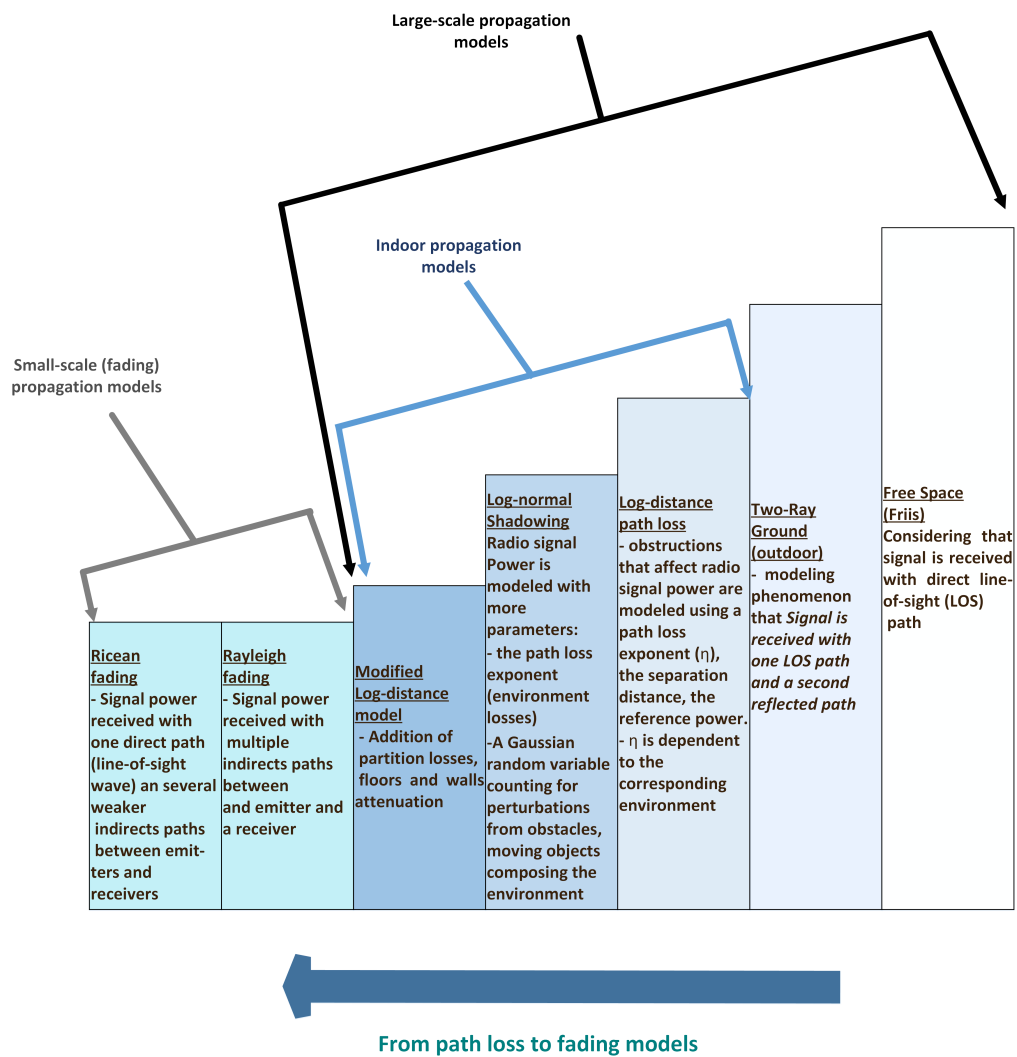 Large-scale propagation
models
Indoor propagation
models
Small-scale (fading)
propagation models
Ricean
fading
- Signal power
received with
one direct path
(line-of-sight
wave) an several
weaker
indirects paths
between emit-
ters and
receivers
Rayleigh
fading
- Signal power
received with
multiple
indirects paths
between
and emitter and
a receiver
Modified
Log-distance
model
- Addition of
partition losses,
floors and walls
attenuation
Log-normal
Shadowing
Radio signal
Power is
modeled with
more
parameters:
- the path loss
exponent
(environment
losses)
-A Gaussian
random variable
counting for
perturbations
from obstacles,
moving objects
composing the
environment
Log-distance
path loss
- obstructions
that affect radio
signal power are
modeled using a
path loss
exponent (η),
the separation
distance, the
reference power.
- η is dependent
to the
corresponding
environment
Two-Ray
Ground
(outdoor)
- modeling
phenomenon
that Signal is
received with
one LOS path
and a second
reflected path
Free Space
(Friis)
Considering that
signal is received
with direct line-
of-sight (LOS)
path
From path loss to fading models